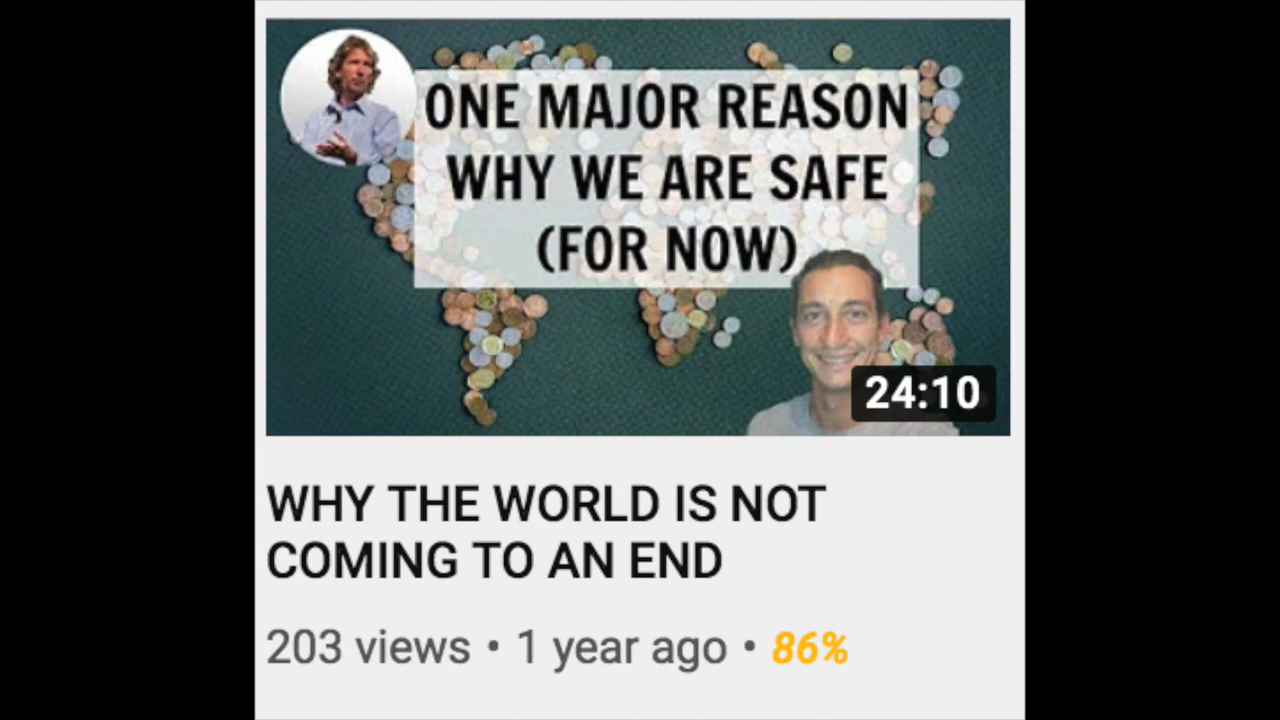 ONE MAJOR REASON
WHY WE ARE SAFE
(FOR NOW)
24:10
WHY THE WORLD IS NOT
COMING TO AN END
203 views • 1 year ago • 86%